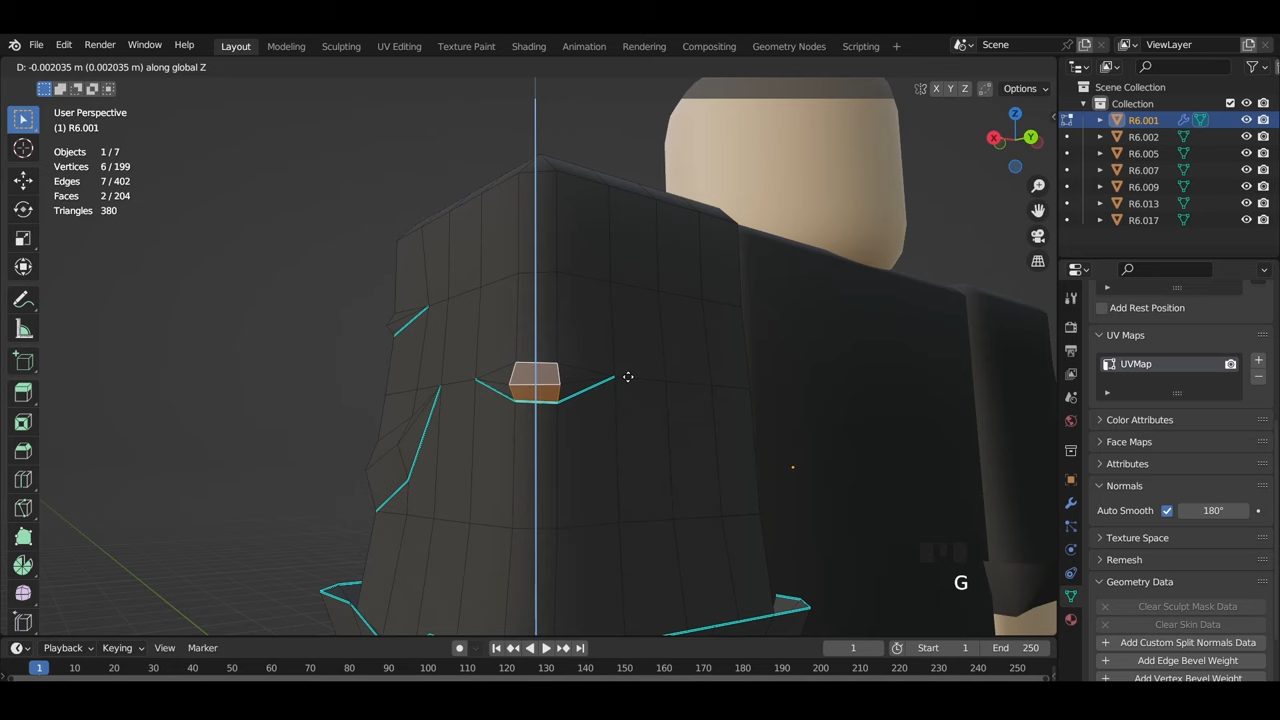 File Edit Render Window Help
Layout Modeling Sculpting UV Editing Texture Paint Shading Animation Rendering Compositing Geometry Nodes Scripting +
Scene ViewLayer
D: -0.002035 m (0.002035 m) along global Z
X Y Z Options
User Perspective
(1) R6.001
Objects 1/7
Vertices 6/199
Edges 7/402
Faces 2/204
Triangles 380
Z
X Y
G
Scene Collection
Collection
R6.001
R6.002
R6.005
R6.007
R6.009
R6.013
R6.017
Add Rest Position
UV Maps
UVMap
Color Attributes
Face Maps
Attributes
Normals
Auto Smooth 180°
Texture Space
Remesh
Geometry Data
Clear Sculpt Mask Data
Clear Skin Data
Add Custom Split Normals Data
Add Edge Bevel Weight
Add Vertex Bevel Weight
Playback Keying View Marker 1 Start 1 End 250
1 10 20 30 40 50 60 70 80 90 100 110 120 130 140 150 160 170 180 190 200 210 220 230 240 250